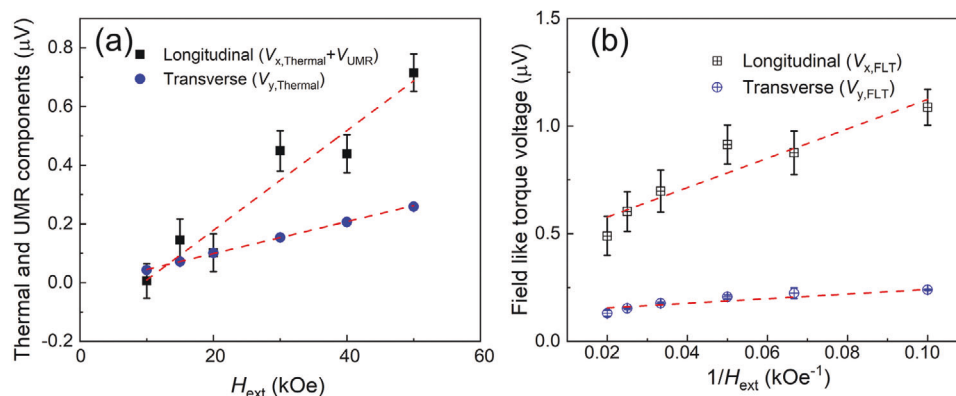 (a)
Longitudinal (Vx,Thermal+VUMR)
Transverse (Vy,Thermal)
Thermal and UMR components (μV)
0.8
0.6
0.4
0.2
0.0
-0.2
0 20 40 60
Hext (kOe)
(b)
Longitudinal (Vx,FLT)
Transverse (Vy,FLT)
Field like torque voltage (μV)
1.5
1.0
0.5
0.0
0.02 0.04 0.06 0.08 0.10
1/Hext (kOe-1)